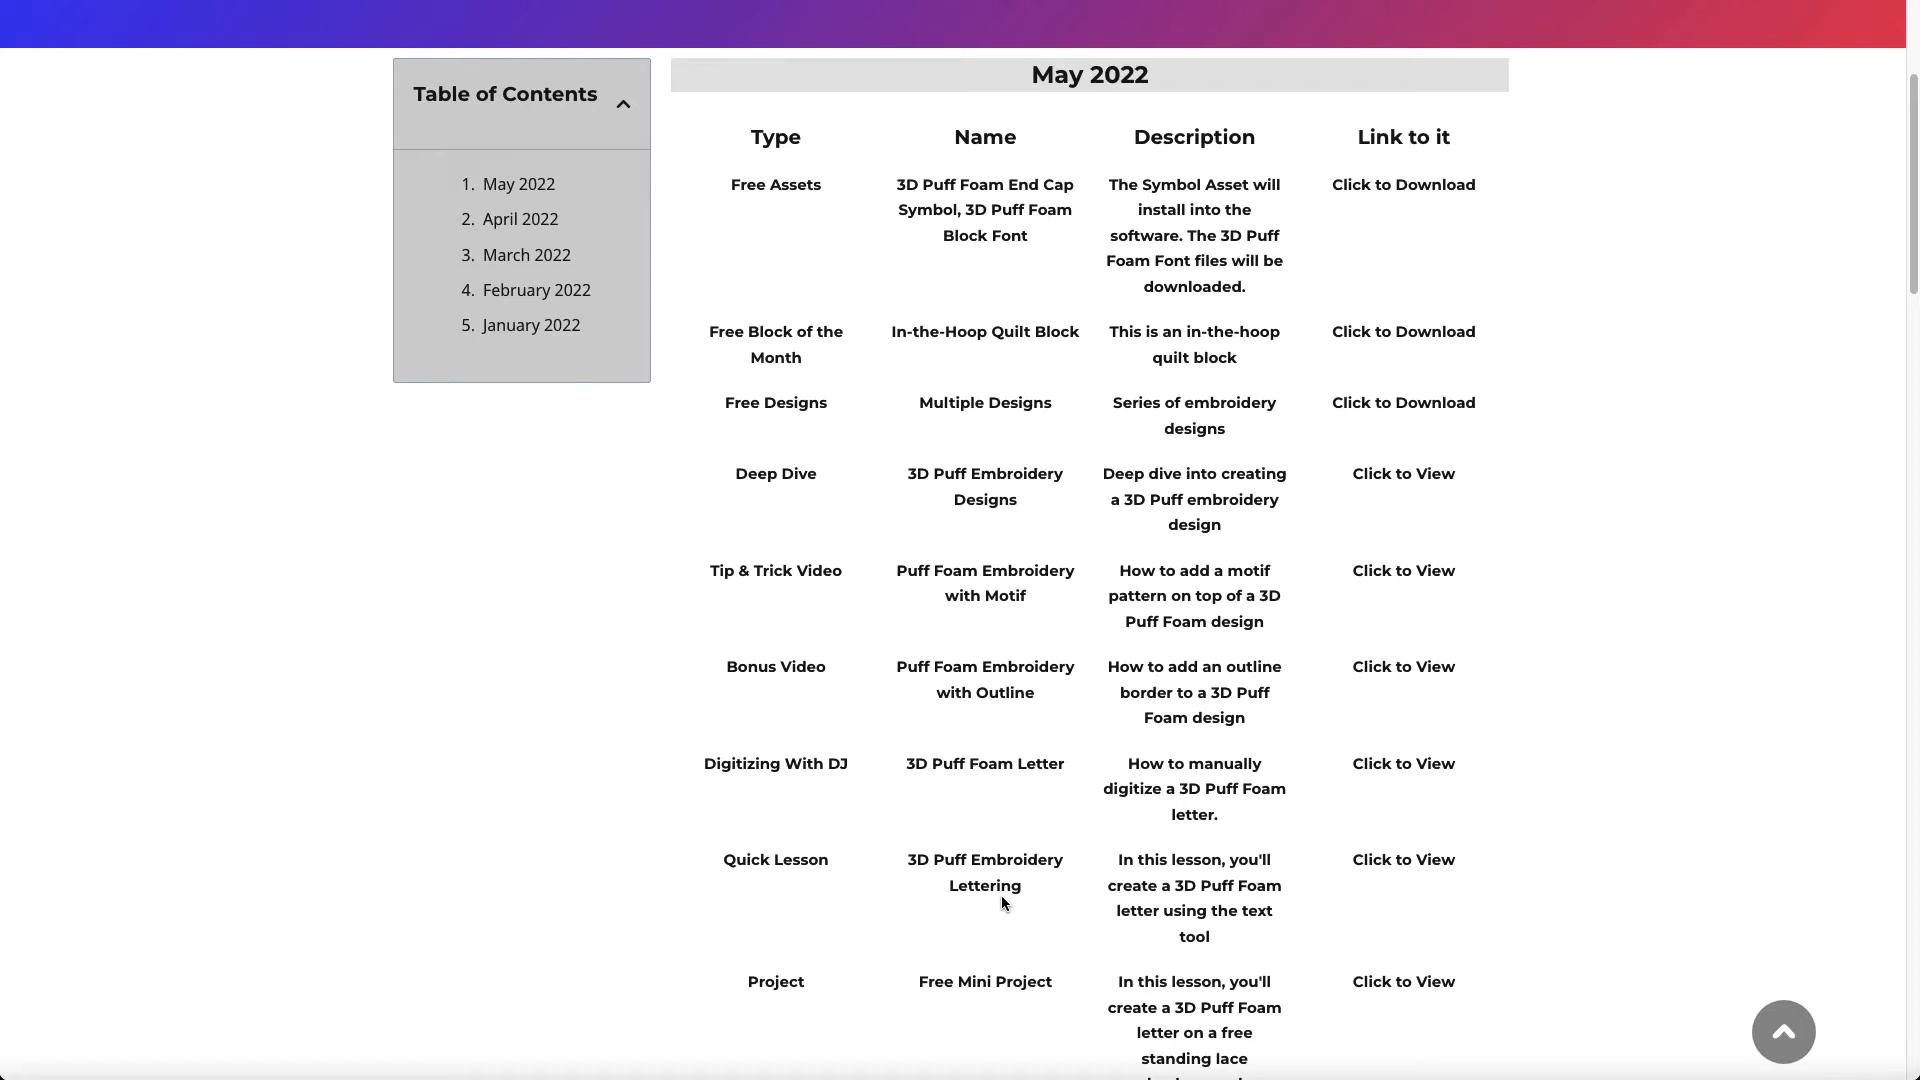 Table of Contents
1. May 2022
2. April 2022
3. March 2022
4. February 2022
5. January 2022
May 2022
Type Name Description Link to it
Free Assets
3D Puff Foam End Cap
Symbol, 3D Puff Foam
Block Font
The Symbol Asset will
install into the
software. The 3D Puff
Foam Font files will be
downloaded.
Click to Download
Free Block of the
Month
In-the-Hoop Quilt Block
This is an in-the-hoop
quilt block
Click to Download
Free Designs
Multiple Designs
Series of embroidery
designs
Click to Download
Deep Dive
3D Puff Embroidery
Designs
Deep dive into creating
a 3D Puff embroidery
design
Click to View
Tip & Trick Video
Puff Foam Embroidery
with Motif
How to add a motif
pattern on top of a 3D
Puff Foam design
Click to View
Bonus Video
Puff Foam Embroidery
with Outline
How to add an outline
border to a 3D Puff
Foam design
Click to View
Digitizing With DJ
3D Puff Foam Letter
How to manually
digitize a 3D Puff Foam
letter.
Click to View
Quick Lesson
3D Puff Embroidery
Lettering
In this lesson, you'll
create a 3D Puff Foam
letter using the text
tool
Click to View
Project
Free Mini Project
In this lesson, you'll
create a 3D Puff Foam
letter on a free
standing lace
Click to View